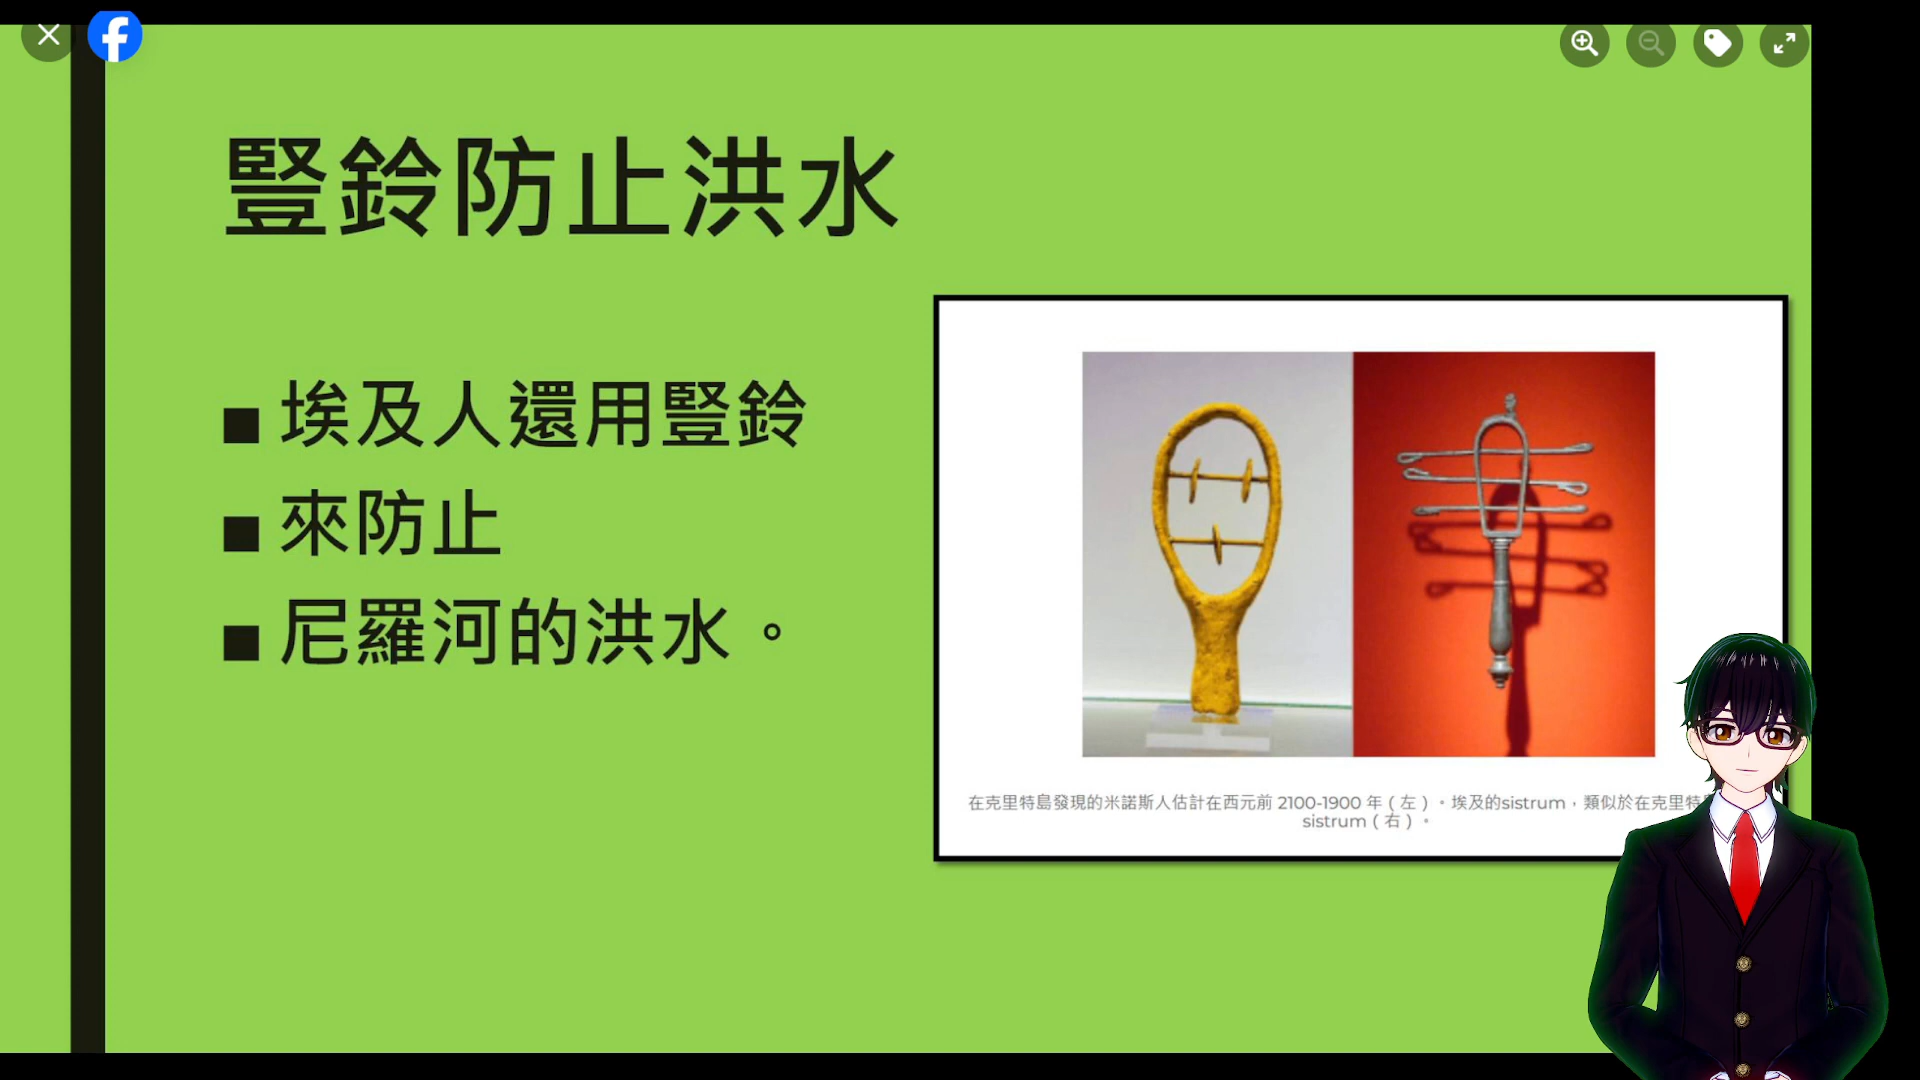 豎鈴防止洪水
埃及人還用豎鈴
來防止
尼羅河的洪水。
在克里特島發現的米諾斯人估計在西元前 2100-1900 年（左）。埃及的sistrum，類似於在克里特
sistrum（右）。